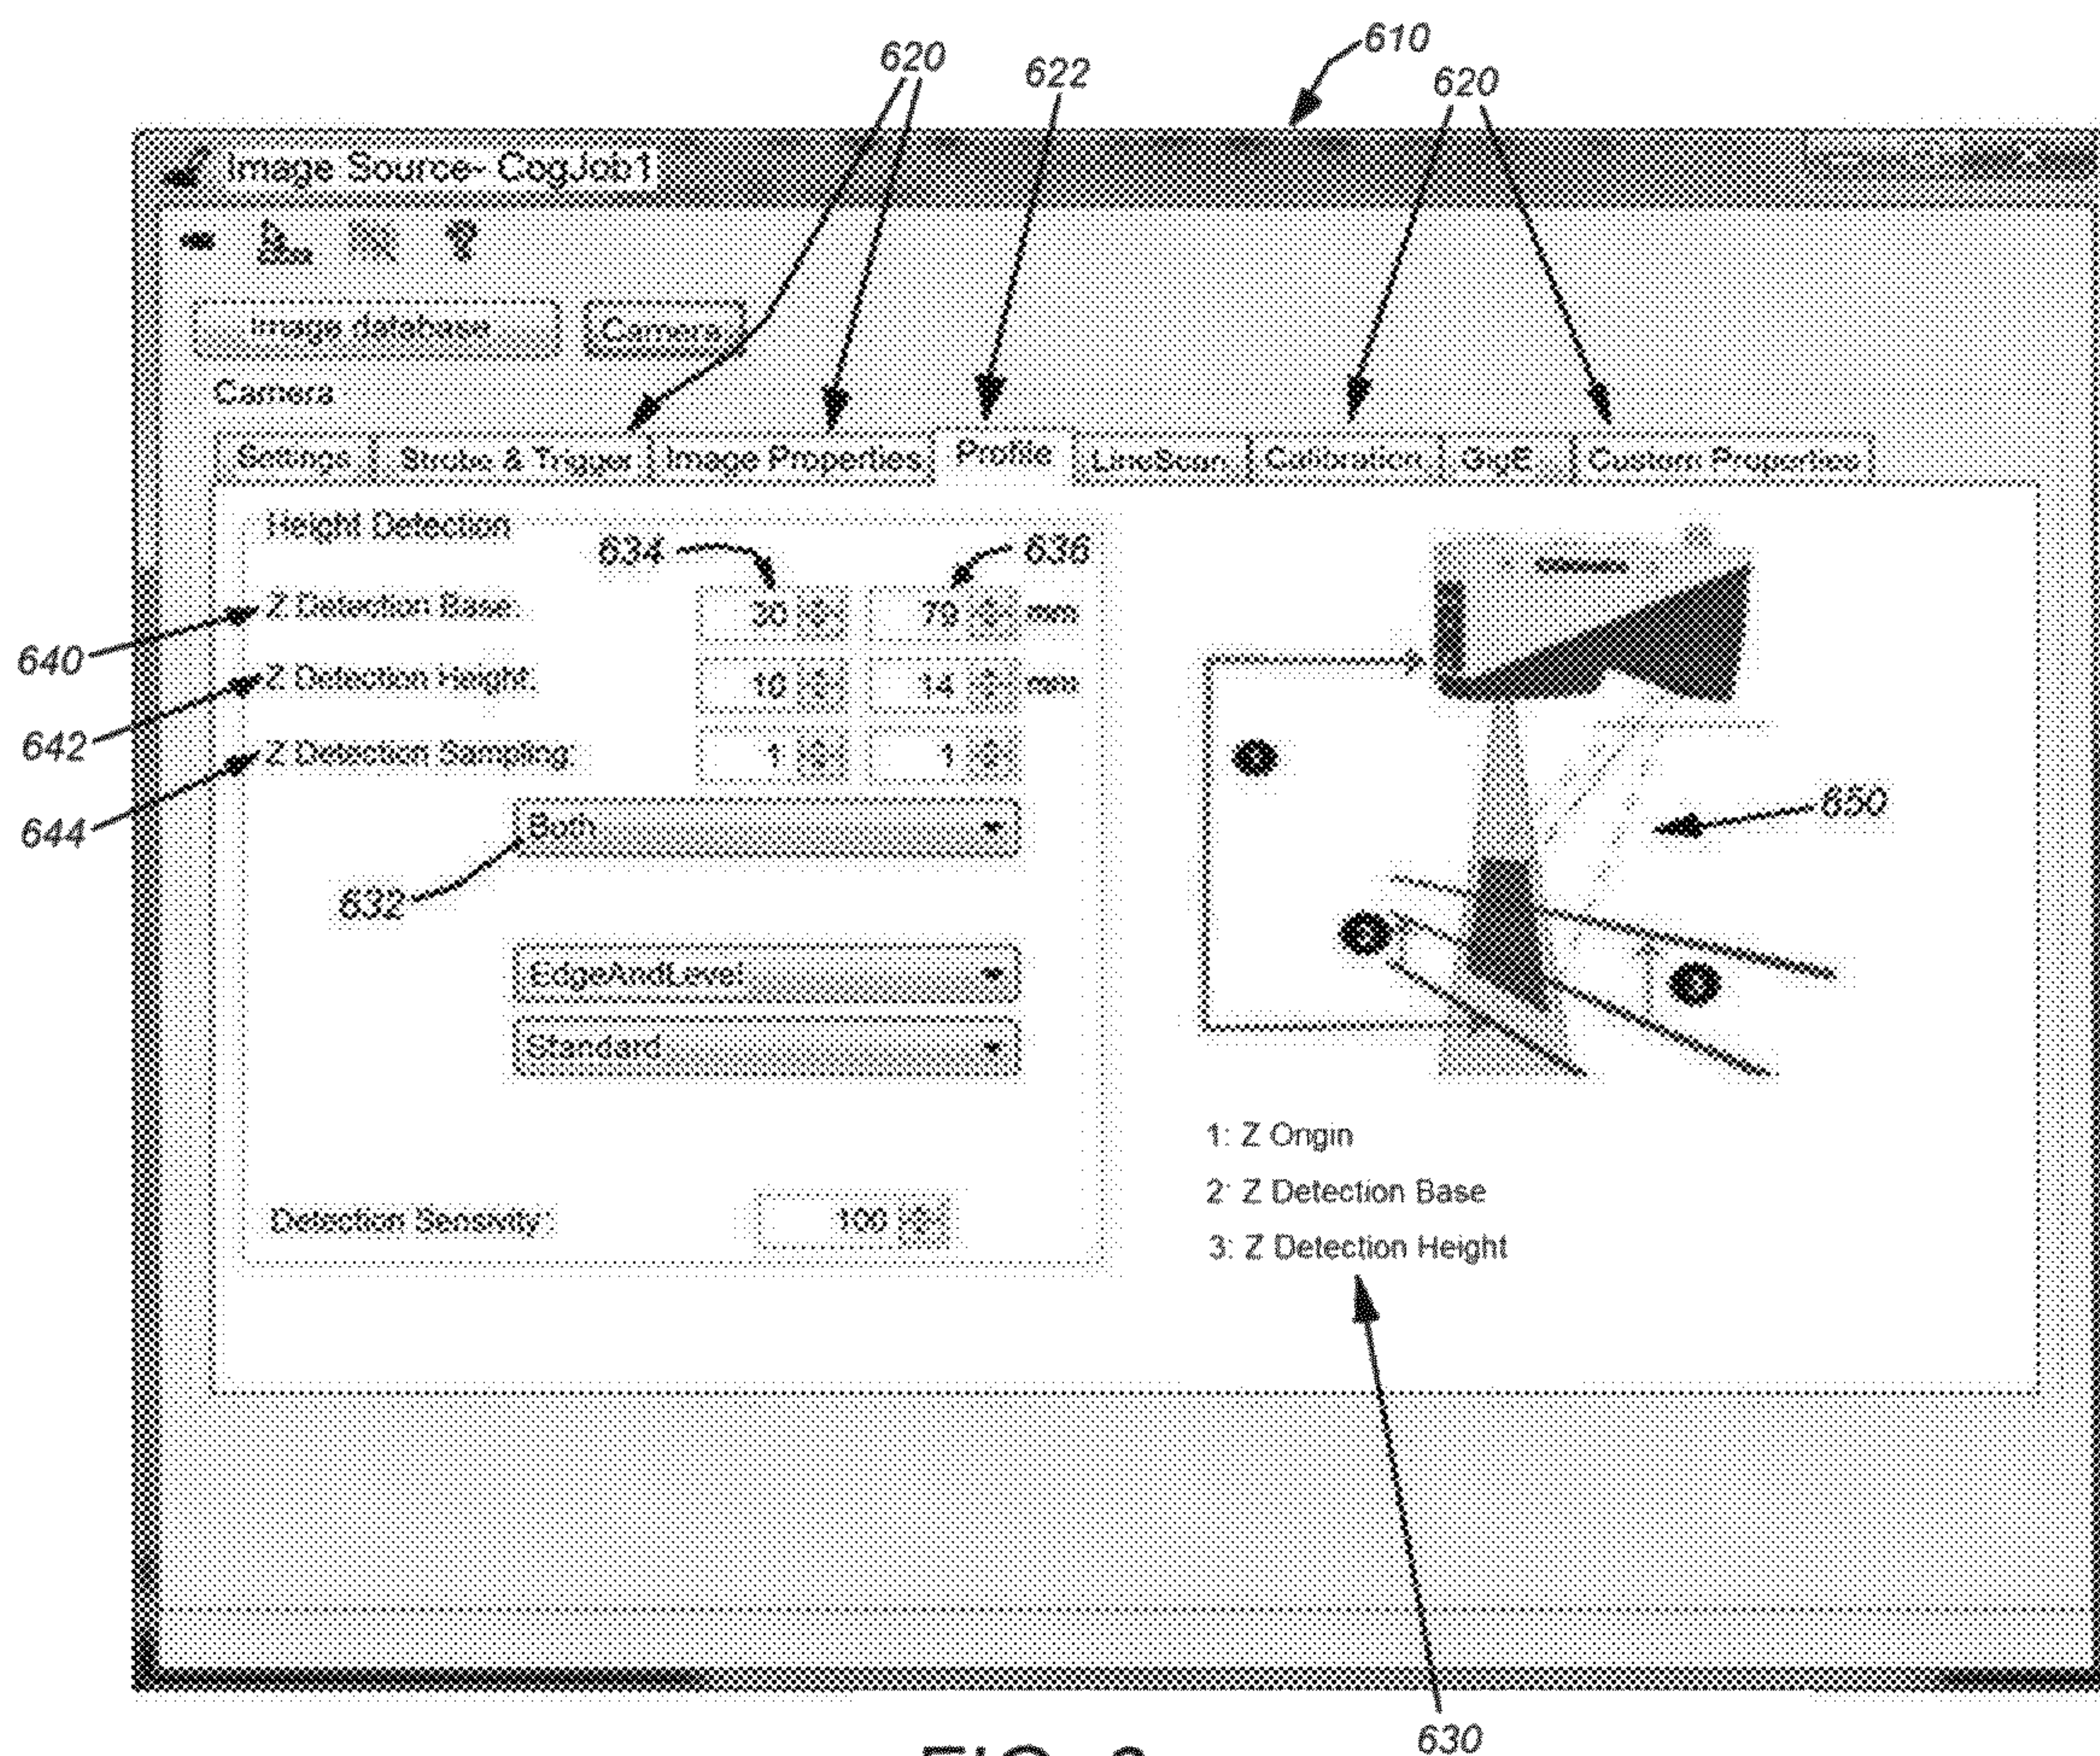 610
620 622 620
Image Source- CogJob1
?
Image database Camera
Camera
Settings Strobe & Trigger Image Properties Profile LineScan Calibration GigE Custom Properties
Height Detection
634 636
Z Detection Base: 30 79 mm
640
Z Detection Height: 10 14 mm
642
Z Detection Sampling: 1 1
644
Both
650
632
EdgeAndLevel
Standard
1: Z Origin
2: Z Detection Base
Detection Sensivity: 100
3: Z Detection Height
630